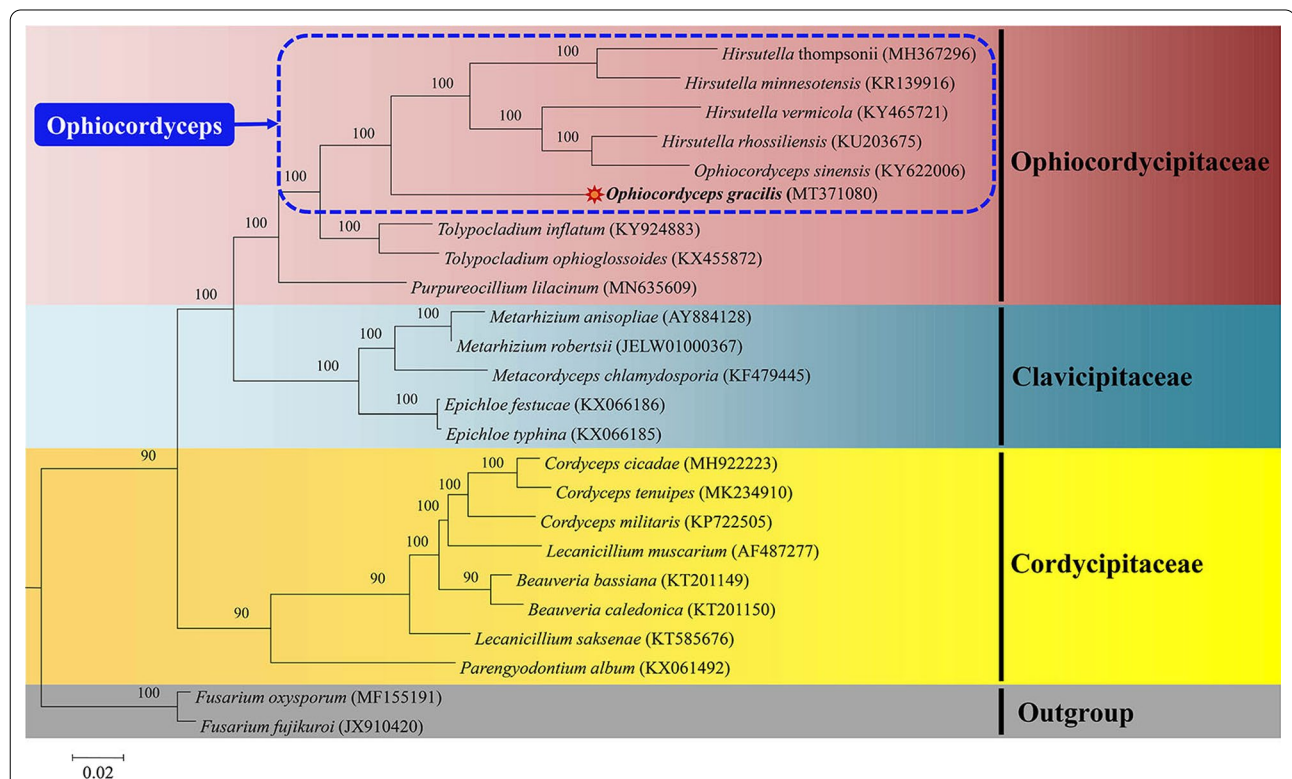 100
Hirsutella thompsonii (MH367296)
100
Hirsutella minnesotensis (KR139916)
100
Hirsutella vermicola (KY465721)
Ophiocordyceps
100
100
Hirsutella rhossiliensis (KU203675)
Ophiocordycipitaceae
Ophiocordyceps sinensis (KY622006)
100
Ophiocordyceps gracilis (MT371080)
100
100
Tolypocladium inflatum (KY924883)
Tolypocladium ophioglossoides (KX455872)
100
Purpureocillium lilacinum (MN635609)
100
Metarhizium anisopliae (AY884128)
100
Metarhizium robertsii (JELW01000367)
100
Metacordyceps chlamydosporia (KF479445)
Clavicipitaceae
100
Epichloe festucae (KX066186)
Epichloe typhina (KX066185)
90
100
Cordyceps cicadae (MH922223)
100
Cordyceps tenuipes (MK234910)
100
Cordyceps militaris (KP722505)
100
Lecanicillium muscarium (AF487277)
Cordycipitaceae
90
90
Beauveria bassiana (KT201149)
Beauveria caledonica (KT201150)
90
Lecanicillium saksenae (KT585676)
Parengyodontium album (KX061492)
100
Fusarium oxysporum (MF155191)
Outgroup
Fusarium fujikuroi (JX910420)
0.02